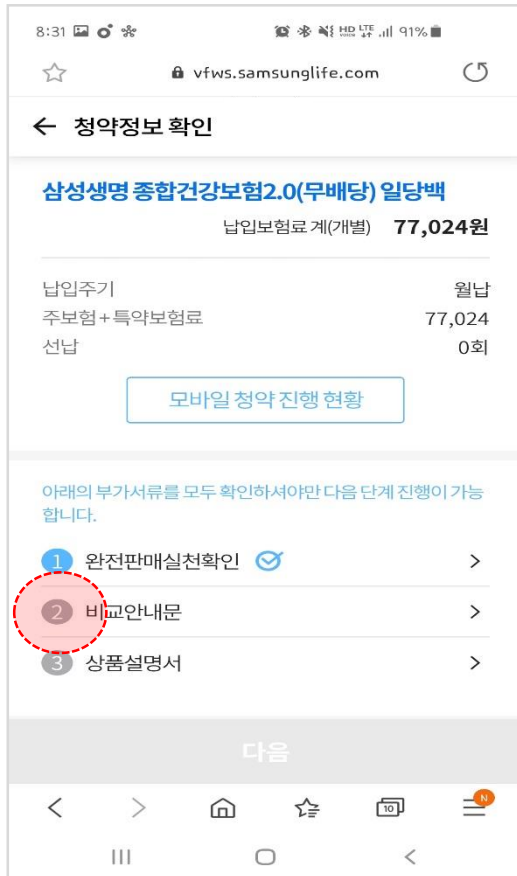 8:31
HD LTE 91%
vfws.samsunglife.com
청약정보 확인
삼성생명 종합건강보험2.0(무배당) 일당백
납입보험료 계(개별) 77,024원
납입주기 월납
주보험+특약보험료 77,024
선납 0회
모바일 청약 진행 현황
아래의 부가서류를 모두 확인하셔야만 다음 단계 진행이 가능
합니다.
1 완전판매실천확인
2 비교안내문
3 상품설명서
다음
10 N